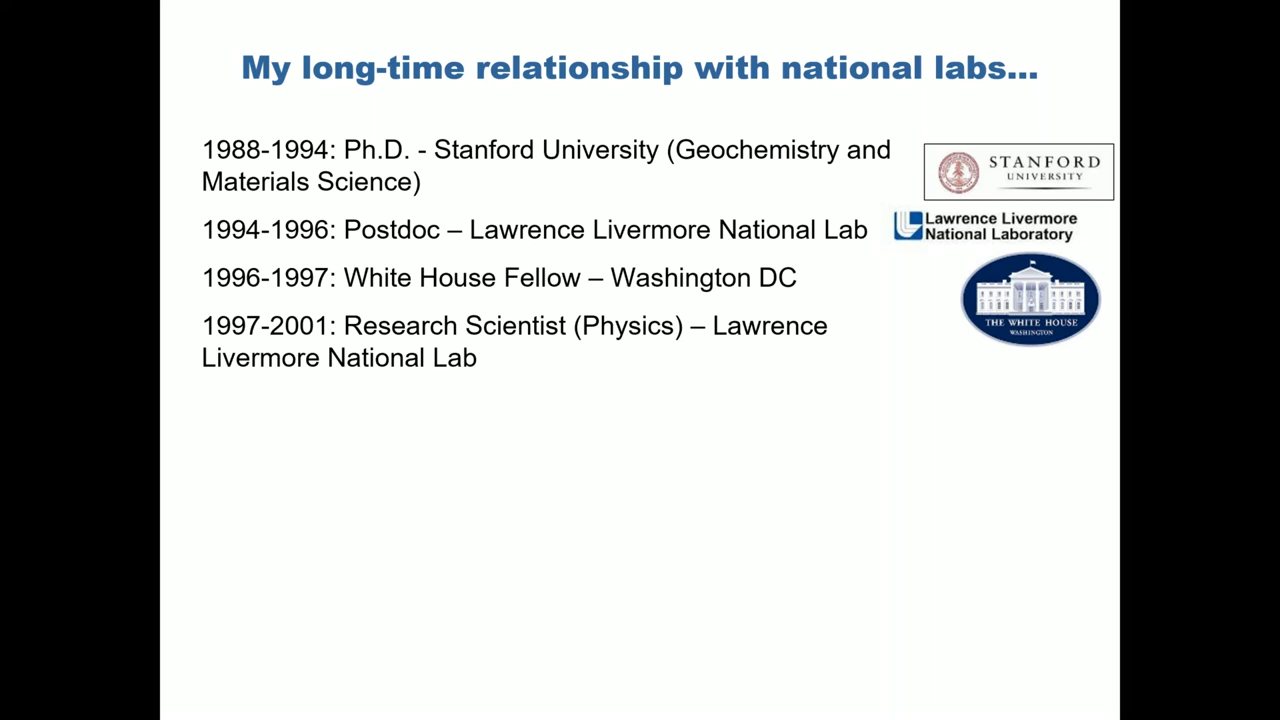 My long-time relationship with national labs...
1988-1994: Ph.D. - Stanford University (Geochemistry and
Materials Science)
STANFORD
UNIVERSITY
1994-1996: Postdoc – Lawrence Livermore National Lab
Lawrence Livermore
National Laboratory
1996-1997: White House Fellow – Washington DC
THE WHITE HOUSE
WASHINGTON
1997-2001: Research Scientist (Physics) – Lawrence
Livermore National Lab